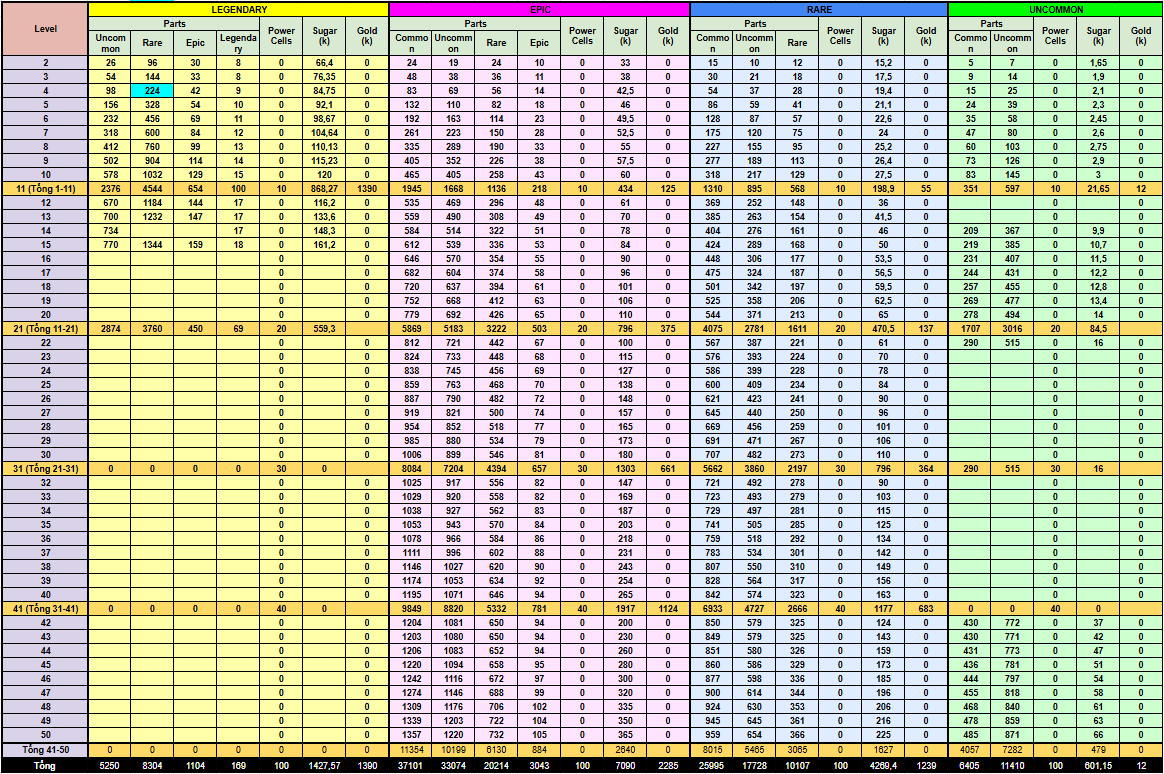 LEGENDARY EPIC RARE UNCOMMON
Level Parts Power Cells Sugar (k) Gold (k) Parts Power Cells Sugar (k) Gold (k) Parts Power Cells Sugar (k) Gold (k) Parts Power Cells Sugar (k) Gold (k)
Uncommon Rare Epic Legendary Common Uncommon Rare Epic Common Uncommon Rare Common Uncommon
2 26 96 30 8 0 66,4 0 24 19 24 10 0 33 0 15 10 12 0 15,2 0 5 7 0 1,65 0
3 54 144 33 8 0 76,35 0 48 38 36 11 0 38 0 30 21 18 0 17,5 0 9 14 0 1,9 0
4 98 224 42 9 0 84,75 0 83 69 56 14 0 42,5 0 54 37 28 0 19,4 0 15 25 0 2,1 0
5 156 328 54 10 0 92,1 0 132 110 82 18 0 46 0 86 59 41 0 21,1 0 24 39 0 2,3 0
6 232 456 69 11 0 98,67 0 192 163 114 23 0 49,5 0 128 87 57 0 22,6 0 35 58 0 2,45 0
7 318 600 84 12 0 104,64 0 261 223 150 28 0 52,5 0 175 120 75 0 24 0 47 80 0 2,6 0
8 412 760 99 13 0 110,13 0 335 289 190 33 0 55 0 227 155 95 0 25,2 0 60 103 0 2,75 0
9 502 904 114 14 0 115,23 0 405 352 226 38 0 57,5 0 277 189 113 0 26,4 0 73 126 0 2,9 0
10 578 1032 129 15 0 120 0 465 405 258 43 0 60 0 318 217 129 0 27,5 0 83 145 0 3 0
11 (Tổng 1-11) 2376 4544 654 100 10 868,27 1390 1945 1668 1136 218 10 434 125 1310 895 568 10 198,9 55 351 597 10 21,65 12
12 670 1184 144 17 0 116,2 0 535 469 296 48 0 61 0 369 252 148 0 36 0 0
13 700 1232 147 17 0 133,6 0 559 490 308 49 0 70 0 385 263 154 0 41,5 0 0
14 734 17 0 148,3 0 584 514 322 51 0 78 0 404 276 161 0 46 0 209 367 0 9,9 0
15 770 1344 159 18 0 161,2 0 612 539 336 53 0 84 0 424 289 168 0 50 0 219 385 0 10,7 0
16 0 0 646 570 354 55 0 90 0 448 306 177 0 53,5 0 231 407 0 11,5 0
17 0 0 682 604 374 58 0 96 0 475 324 187 0 56,5 0 244 431 0 12,2 0
18 0 0 720 637 394 61 0 101 0 501 342 197 0 59,5 0 257 455 0 12,8 0
19 0 0 752 668 412 63 0 106 0 525 358 206 0 62,5 0 269 477 0 13,4 0
20 0 0 779 692 426 65 0 110 0 544 371 213 0 65 0 278 494 0 14 0
21 (Tổng 11-21) 2874 3760 450 69 20 559,3 5869 5183 3222 503 20 796 375 4075 2781 1611 20 470,5 137 1707 3016 20 84,5
22 0 0 812 721 442 67 0 100 0 567 387 221 0 61 0 290 515 0 16 0
23 0 0 824 733 448 68 0 115 0 576 393 224 0 70 0 0 0
24 0 0 838 745 456 69 0 127 0 586 399 228 0 78 0 0 0
25 0 0 859 763 468 70 0 138 0 600 409 234 0 84 0 0 0
26 0 0 887 790 482 72 0 148 0 621 423 241 0 90 0 0 0
27 0 0 919 821 500 74 0 157 0 645 440 250 0 96 0 0 0
28 0 0 954 852 518 77 0 165 0 669 456 259 0 101 0 0 0
29 0 0 985 880 534 79 0 173 0 691 471 267 0 106 0 0 0
30 0 0 1006 899 546 81 0 180 0 707 482 273 0 110 0 0 0
31 (Tổng 21-31) 0 0 0 0 30 0 8084 7204 4394 657 30 1303 661 5662 3860 2197 30 796 364 290 515 30 16
32 0 0 1025 917 556 82 0 147 0 721 492 278 0 90 0 0 0
33 0 0 1029 920 558 82 0 169 0 723 493 279 0 103 0 0 0
34 0 0 1038 927 562 83 0 187 0 729 497 281 0 115 0 0 0
35 0 0 1053 943 570 84 0 203 0 741 505 285 0 125 0 0 0
36 0 0 1078 966 584 86 0 218 0 759 518 292 0 134 0 0 0
37 0 0 1111 996 602 88 0 231 0 783 534 301 0 142 0 0 0
38 0 0 1146 1027 620 90 0 243 0 807 550 310 0 149 0 0 0
39 0 0 1174 1053 634 92 0 254 0 828 564 317 0 156 0 0 0
40 0 0 1195 1071 646 94 0 265 0 842 574 323 0 163 0 0 0
41 (Tổng 31-41) 0 0 0 0 40 0 9849 8820 5332 781 40 1917 1124 6933 4727 2666 40 1177 683 0 0 40 0
42 0 0 1204 1081 650 94 0 200 0 850 579 325 0 124 0 430 772 0 37 0
43 0 0 1203 1080 650 94 0 230 0 849 579 325 0 143 0 430 771 0 42 0
44 0 0 1206 1083 652 94 0 260 0 851 580 326 0 159 0 431 773 0 47 0
45 0 0 1220 1094 658 95 0 280 0 860 586 329 0 173 0 436 781 0 51 0
46 0 0 1242 1116 672 97 0 300 0 877 598 336 0 185 0 444 797 0 54 0
47 0 0 1274 1146 688 99 0 320 0 900 614 344 0 196 0 455 818 0 58 0
48 0 0 1309 1176 706 102 0 335 0 924 630 353 0 206 0 468 840 0 61 0
49 0 0 1339 1203 722 104 0 350 0 945 645 361 0 216 0 478 859 0 63 0
50 0 0 1357 1220 732 105 0 365 0 959 654 366 0 225 0 485 871 0 66 0
Tổng 41-50 0 0 0 0 0 0 0 11354 10199 6130 884 0 2640 0 8015 5465 3065 0 1627 0 4057 7282 0 479 0
Tổng 5250 8304 1104 169 100 1427,57 1390 37101 33074 20214 3043 100 7090 2285 25995 17728 10107 100 4269,4 1239 6405 11410 100 601,15 12